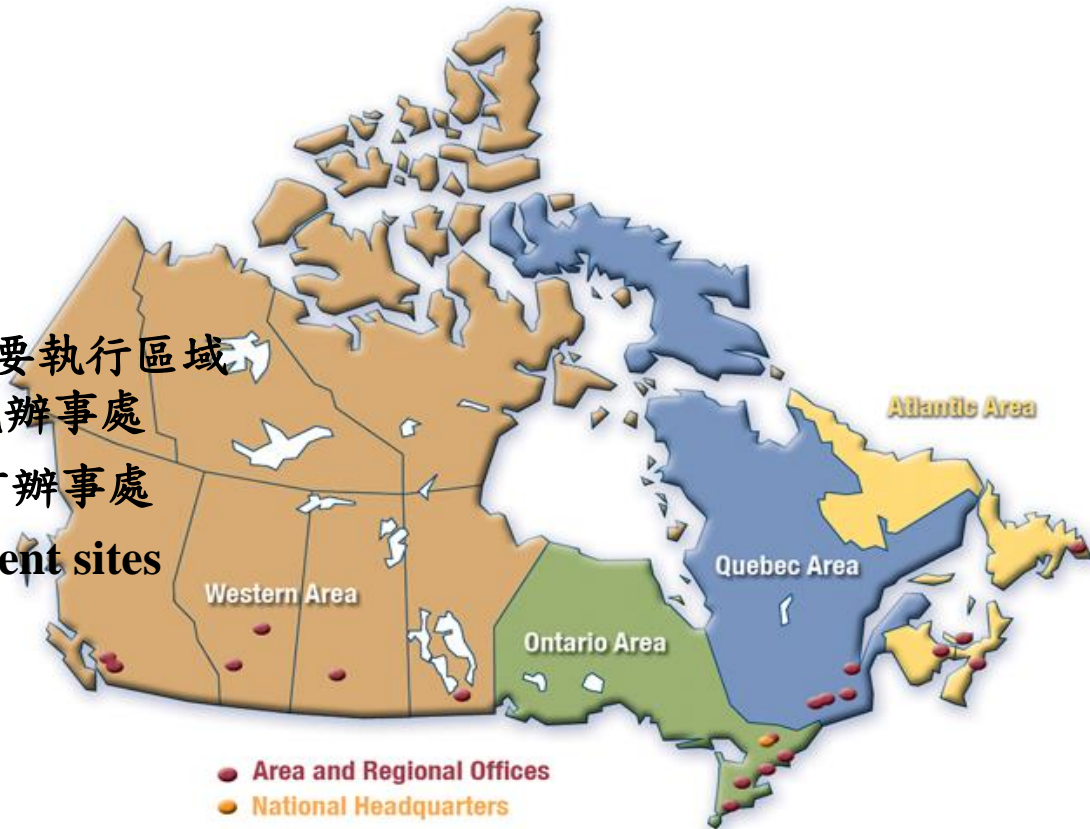 要執行區域
辦事處
辦事處
ent sites
Atlantic Area
Quebec Area
Western Area
Ontario Area
Area and Regional Offices
National Headquarters